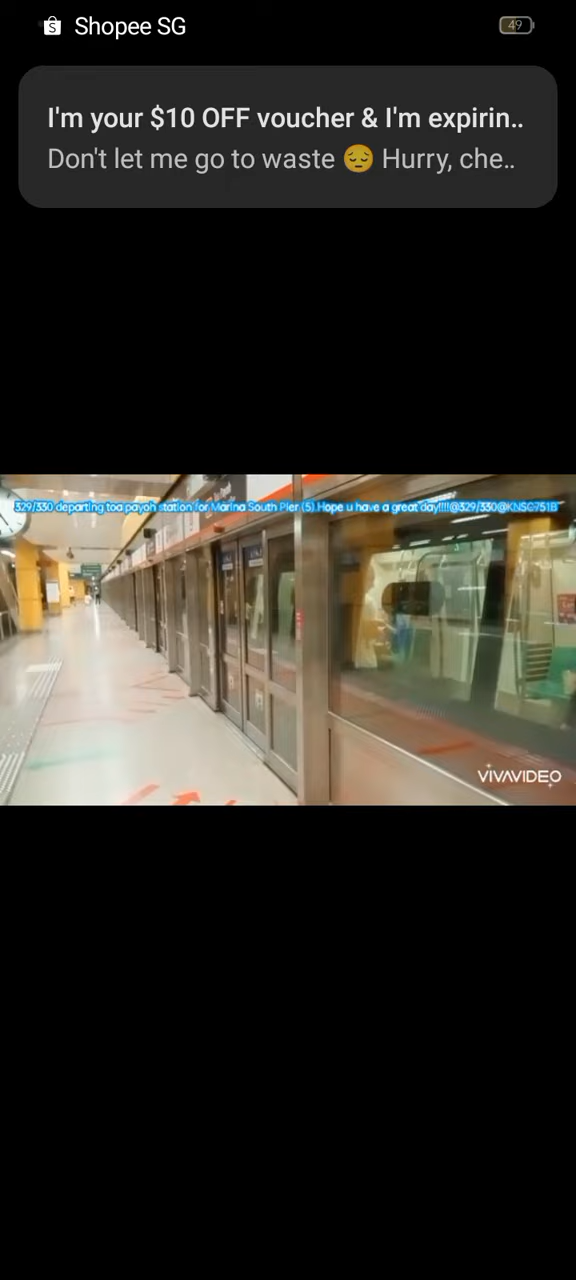 Shopee SG
49
I'm your $10 OFF voucher & I'm expirin..
Don't let me go to waste 😔 Hurry, che..
329/330 departing toa payoh station for Marina South Pier (5).Hope u have a great day!!!!@329/330@KNSC751B
VIVAVIDEO